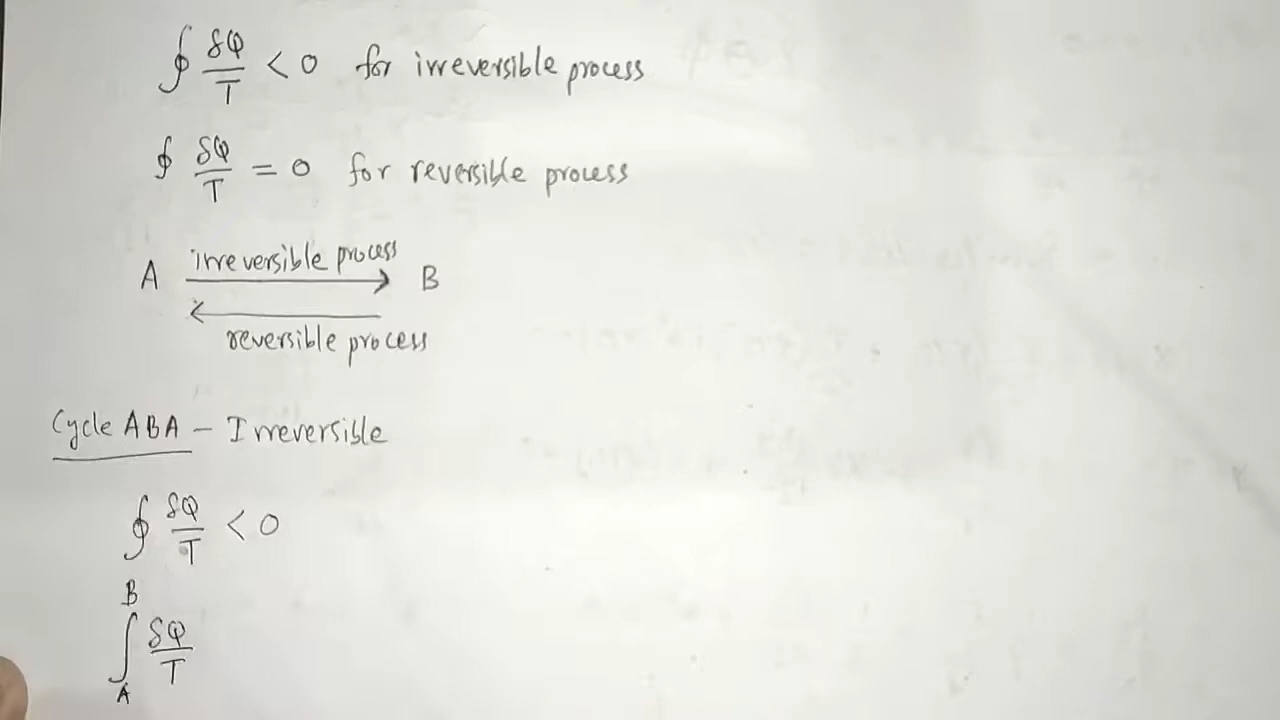 ∮ δQ/T < 0 for irreversible process
∮ δQ/T = 0 for reversible process
A irreversible process → B
← reversible process
Cycle ABA – Irreversible
∮ δQ/T < 0
∫_A^B δQ/T